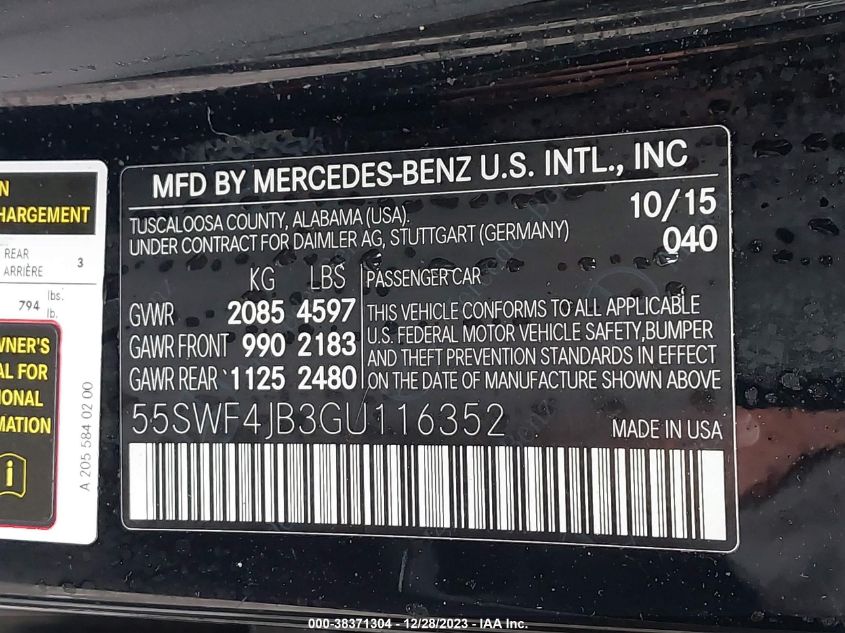 N
HARGEMENT
REAR
ARRIÈRE 3
794 lbs.
lb.
WNER'S
AL FOR
IONAL
MATION
A 205 584 02 00
MFD BY MERCEDES-BENZ U.S. INTL., INC
TUSCALOOSA COUNTY, ALABAMA (USA). 10/15
UNDER CONTRACT FOR DAIMLER AG, STUTTGART (GERMANY) 040
KG LBS PASSENGER CAR
GVWR 2085 4597
GAWR FRONT 990 2183
GAWR REAR 1125 2480
THIS VEHICLE CONFORMS TO ALL APPLICABLE
U.S. FEDERAL MOTOR VEHICLE SAFETY,BUMPER
AND THEFT PREVENTION STANDARDS IN EFFECT
ON THE DATE OF MANUFACTURE SHOWN ABOVE
55SWF4JB3GU116352 MADE IN USA
000-38371304 - 12/28/2023 - IAA Inc.